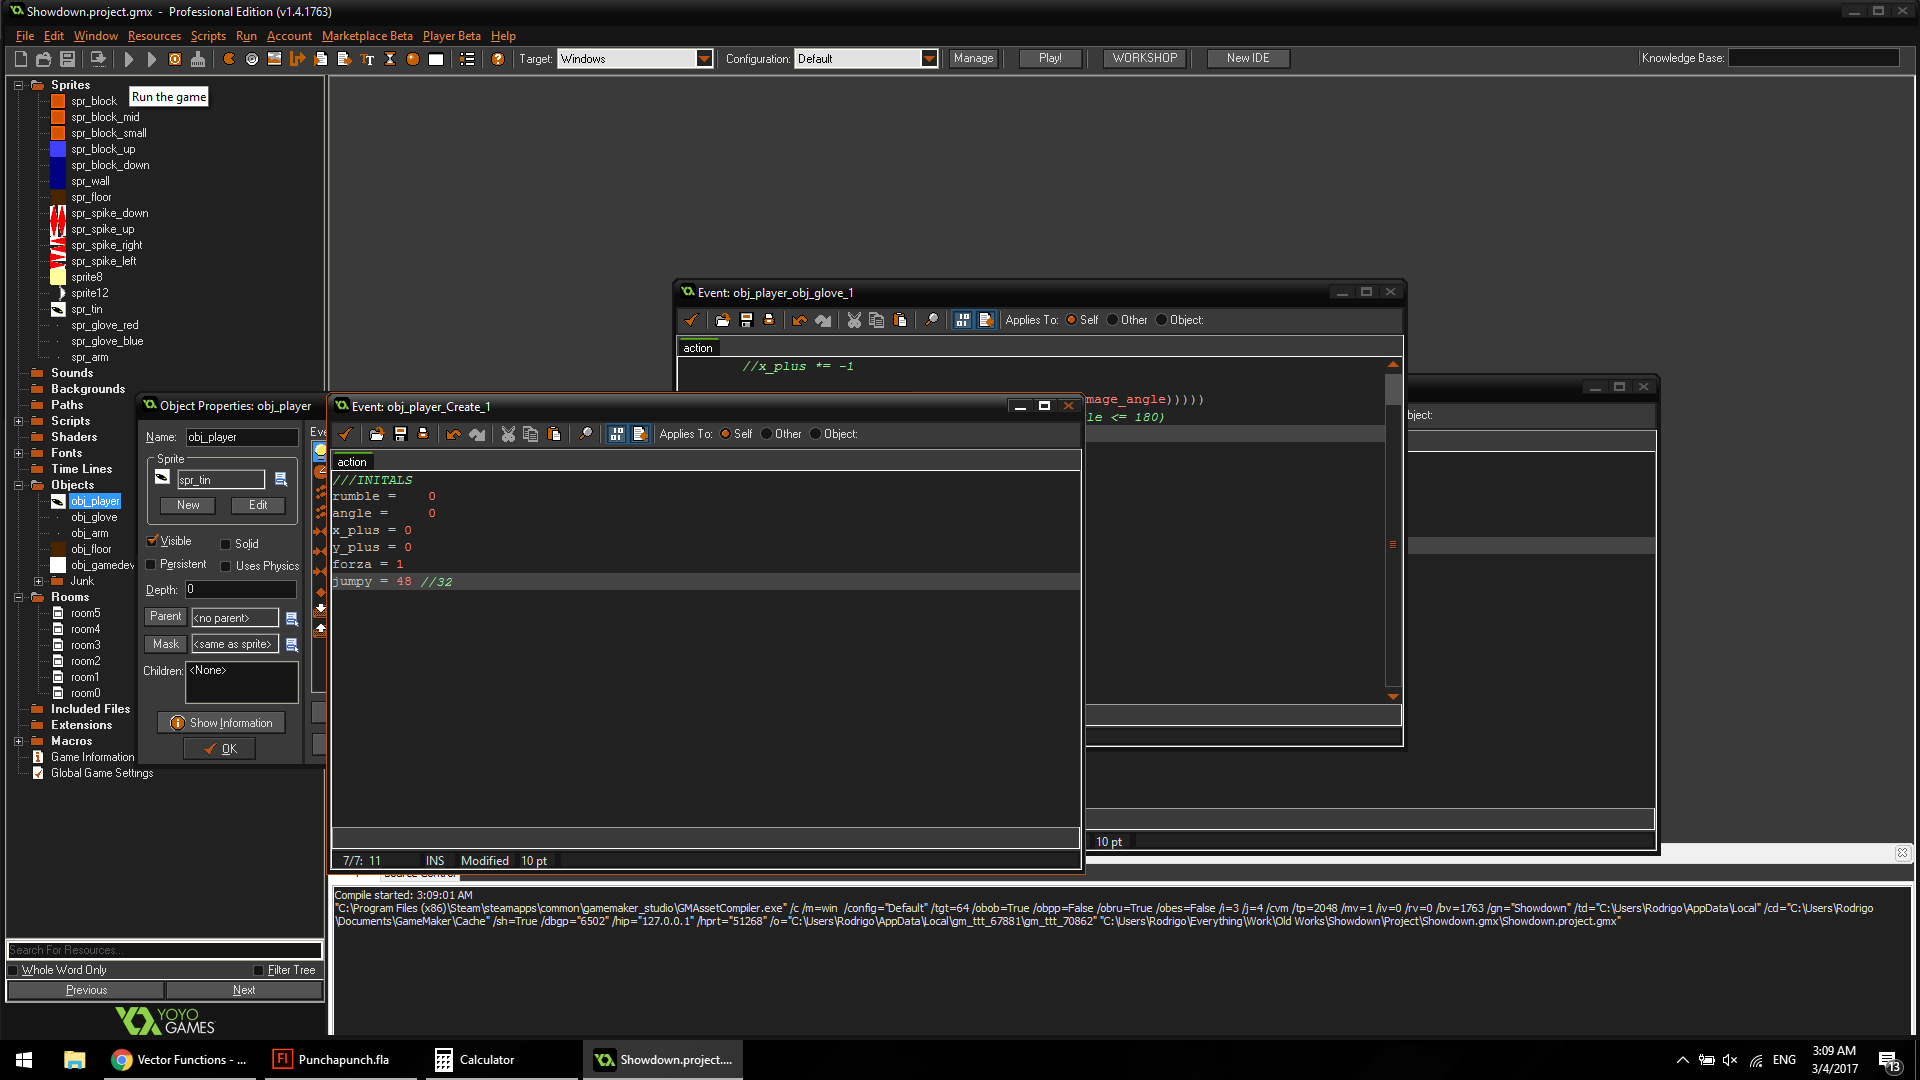 Showdown.project.gmx - Professional Edition (v1.4.1763)
File Edit Window Resources Scripts Run Account Marketplace Beta Player Beta Help
Target: Windows Configuration: Default Manage Play! WORKSHOP New IDE Knowledge Base:
Sprites
Run the game
spr_block
spr_block_mid
spr_block_small
spr_block_up
spr_block_down
spr_wall
spr_floor
spr_spike_down
spr_spike_up
spr_spike_right
spr_spike_left
sprite8
sprite12
spr_tin
spr_glove_red
spr_glove_blue
spr_arm
Sounds
Backgrounds
Paths
Scripts
Shaders
Fonts
Time Lines
Objects
obj_player
obj_glove
obj_arm
obj_floor
obj_gamedev
Junk
Rooms
room5
room4
room3
room2
room1
room0
Included Files
Extensions
Macros
Game Information
Global Game Settings
Search For Resources...
Whole Word Only Filter Tree
Previous Next
YOYO
GAMES
Object Properties: obj_player
Name: obj_player
Sprite
spr_tin
New Edit
Visible Solid
Persistent Uses Physics
Depth: 0
Parent <no parent>
Mask <same as sprite>
Children: <None>
Show Information
OK
Event: obj_player_obj_glove_1
Applies To: Self Other Object:
action
//x_plus *= -1
mage_angle)))))
le <= 180)
bject:
10 pt
Event: obj_player_Create_1
Applies To: Self Other Object:
action
///INITALS
rumble = 0
angle = 0
x_plus = 0
y_plus = 0
forza = 1
jumpy = 48 //32
7/7: 11 INS Modified 10 pt
Compile started: 3:09:01 AM
"C:\Program Files (x86)\Steam\steamapps\common\gamemaker_studio\GMAssetCompiler.exe" /c /m=win /config="Default" /tgt=64 /obob=True /obpp=False /obru=True /obes=False /i=3 /j=4 /cvm /tp=2048 /mv=1 /iv=0 /rv=0 /bv=1763 /gn="Showdown" /td="C:\Users\Rodrigo\AppData\Local" /cd="C:\Users\Rodrigo
\Documents\GameMaker\Cache" /sh=True /dbgp="6502" /hip="127.0.0.1" /hprt="51268" /o="C:\Users\Rodrigo\AppData\Local\gm_ttt_67881\gm_ttt_70862" "C:\Users\Rodrigo\Everything\Work\Old Works\Showdown\Project\Showdown.gmx\Showdown.project.gmx"
Vector Functions - ... Punchapunch.fla Calculator Showdown.project.... ENG 3:09 AM
3/4/2017 13